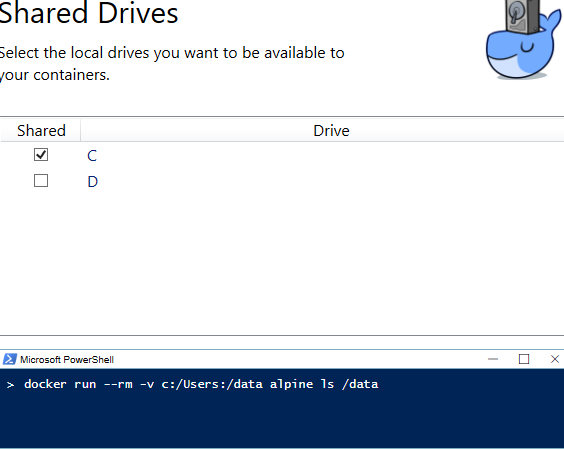 Shared Drives
Select the local drives you want to be available to
your containers.
Shared Drive
C
D
Microsoft PowerShell
> docker run --rm -v c:/Users:/data alpine ls /data